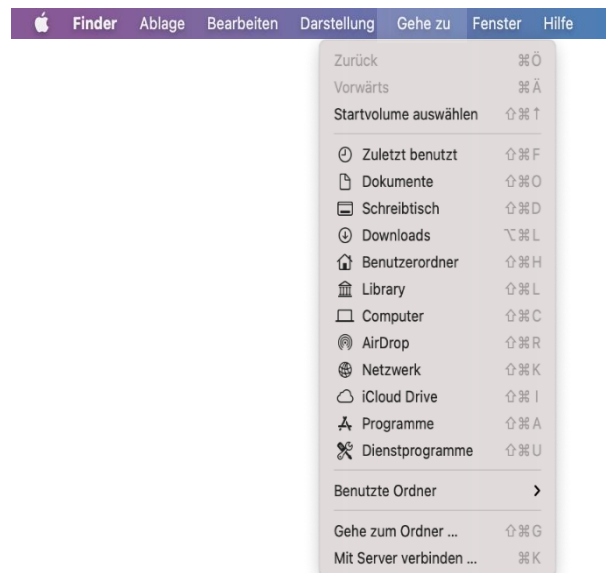 Finder Ablage Bearbeiten Darstellung Gehe zu Fenster Hilfe
Zurück ⌘Ö
Vorwärts ⌘Ä
Startvolume auswählen ⇧⌘↑
Zuletzt benutzt ⇧⌘F
Dokumente ⇧⌘O
Schreibtisch ⇧⌘D
Downloads ⌥⌘L
Benutzerordner ⇧⌘H
Library ⇧⌘L
Computer ⇧⌘C
AirDrop ⇧⌘R
Netzwerk ⇧⌘K
iCloud Drive ⇧⌘I
Programme ⇧⌘A
Dienstprogramme ⇧⌘U
Benutzte Ordner
Gehe zum Ordner ... ⇧⌘G
Mit Server verbinden ... ⌘K